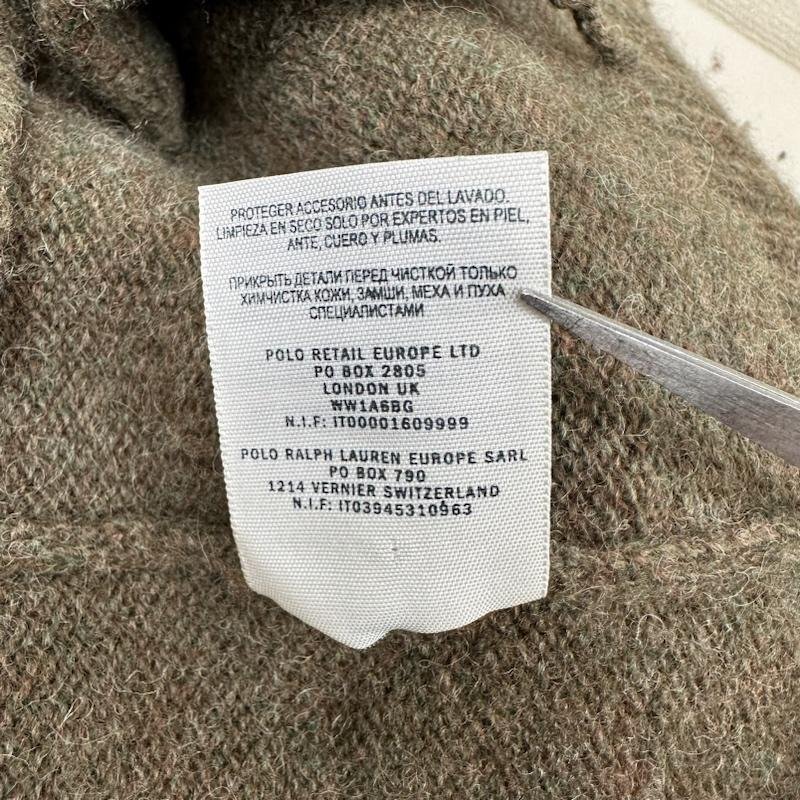 PROTEGER ACCESORIO ANTES DEL LAVADO.
LIMPIEZA EN SECO SOLO POR EXPERTOS EN PIEL,
ANTE, CUERO Y PLUMAS.
ПРИКРЫТЬ ДЕТАЛИ ПЕРЕД ЧИСТКОЙ ТОЛЬКО
ХИМЧИСТКА КОЖИ, ЗАМШИ, МЕХА И ПУХА
СПЕЦИАЛИСТАМИ
POLO RETAIL EUROPE LTD
PO BOX 2805
LONDON UK
WW1A6BG
N.I.F: IT00001609999
POLO RALPH LAUREN EUROPE SARL
PO BOX 790
1214 VERNIER SWITZERLAND
N.I.F: IT03945310963